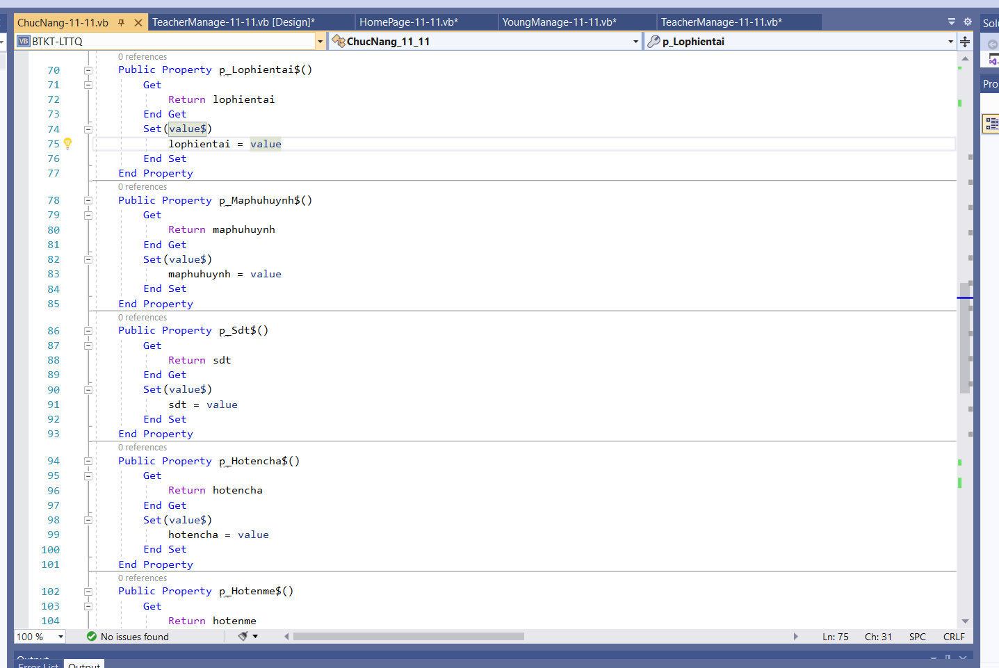 ChucNang-11-11.vb TeacherManage-11-11.vb [Design]* HomePage-11-11.vb* YoungManage-11-11.vb* TeacherManage-11-11.vb*
VB BTKT-LTTQ ChucNang_11_11 p_Lophientai
0 references
70 Public Property p_Lophientai$()
71 Get
72 Return lophientai
73 End Get
74 Set(value$)
75 lophientai = value
76 End Set
77 End Property
0 references
78 Public Property p_Maphuhuynh$()
79 Get
80 Return maphuhuynh
81 End Get
82 Set(value$)
83 maphuhuynh = value
84 End Set
85 End Property
0 references
86 Public Property p_Sdt$()
87 Get
88 Return sdt
89 End Get
90 Set(value$)
91 sdt = value
92 End Set
93 End Property
0 references
94 Public Property p_Hotencha$()
95 Get
96 Return hotencha
97 End Get
98 Set(value$)
99 hotencha = value
100 End Set
101 End Property
0 references
102 Public Property p_Hotenme$()
103 Get
104 Return hotenme
100 % No issues found Ln: 75 Ch: 31 SPC CRLF
Output
Error List Output
Solu
Pro